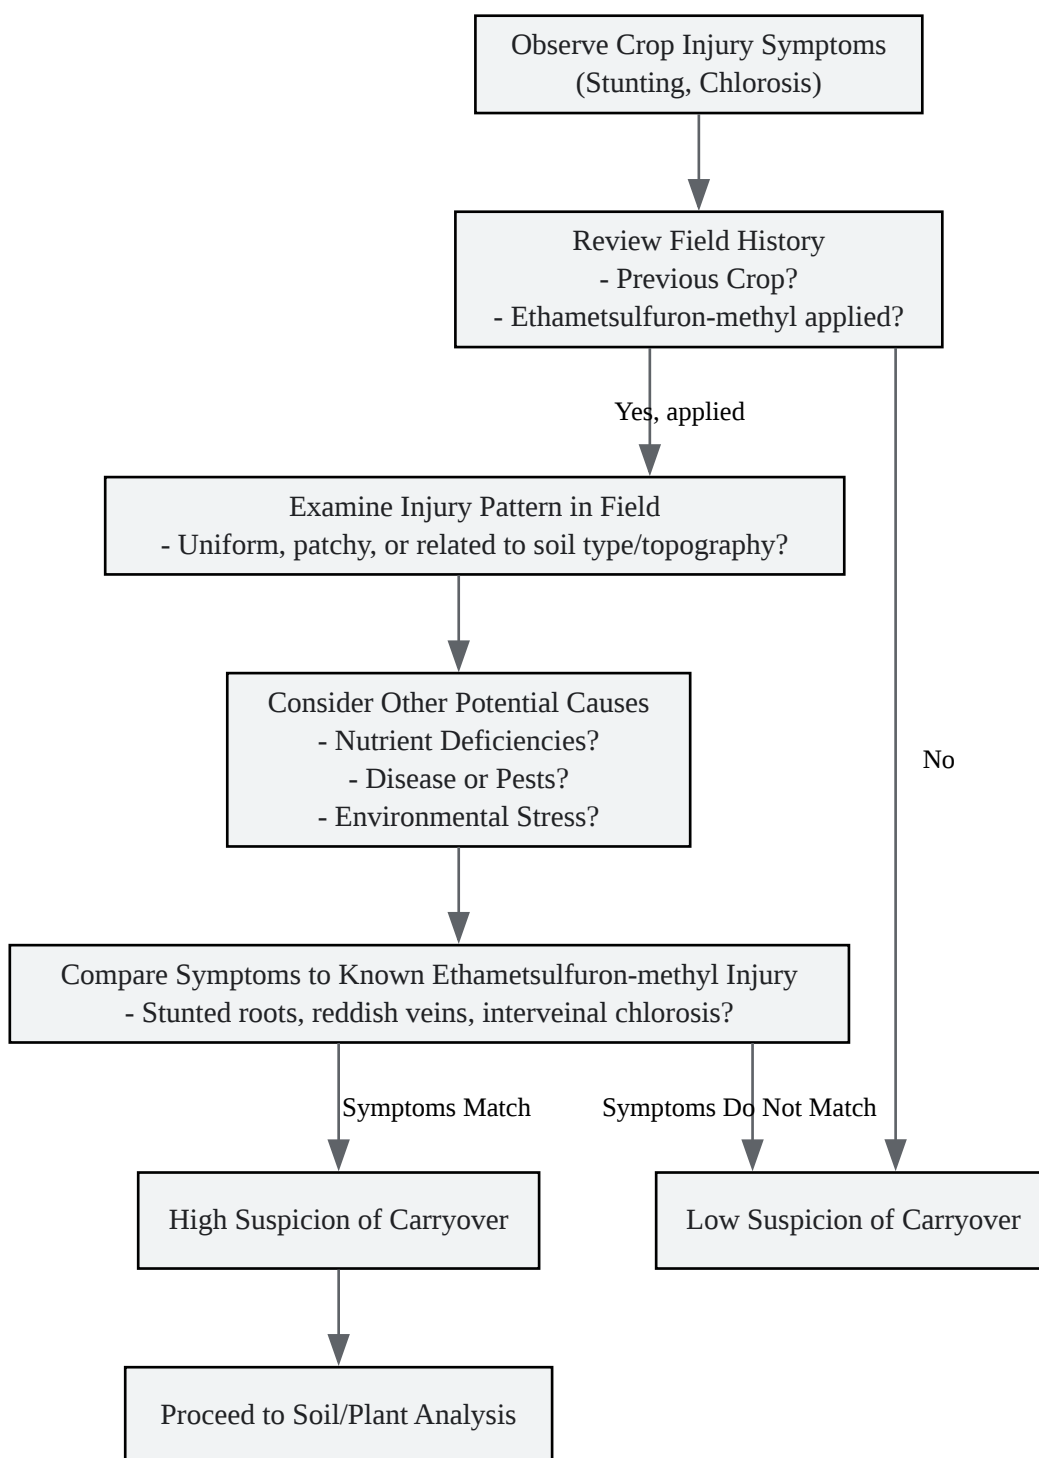 Observe Crop Injury Symptoms
(Stunting, Chlorosis)
Review Field History
- Previous Crop?
- Ethametsulfuron-methyl applied?
Yes, applied
Examine Injury Pattern in Field
- Uniform, patchy, or related to soil type/topography?
Consider Other Potential Causes
- Nutrient Deficiencies?
- Disease or Pests?
- Environmental Stress?
No
Compare Symptoms to Known Ethametsulfuron-methyl Injury
- Stunted roots, reddish veins, interveinal chlorosis?
Symptoms Match
Symptoms Do Not Match
High Suspicion of Carryover
Low Suspicion of Carryover
Proceed to Soil/Plant Analysis